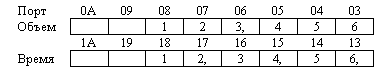 Порт 0A 09 08 07 06 05 04 03
Объем 1 2 3, 4 5 6
1A 19 18 17 16 15 14 13
Время 1 2, 3 4, 5 6,